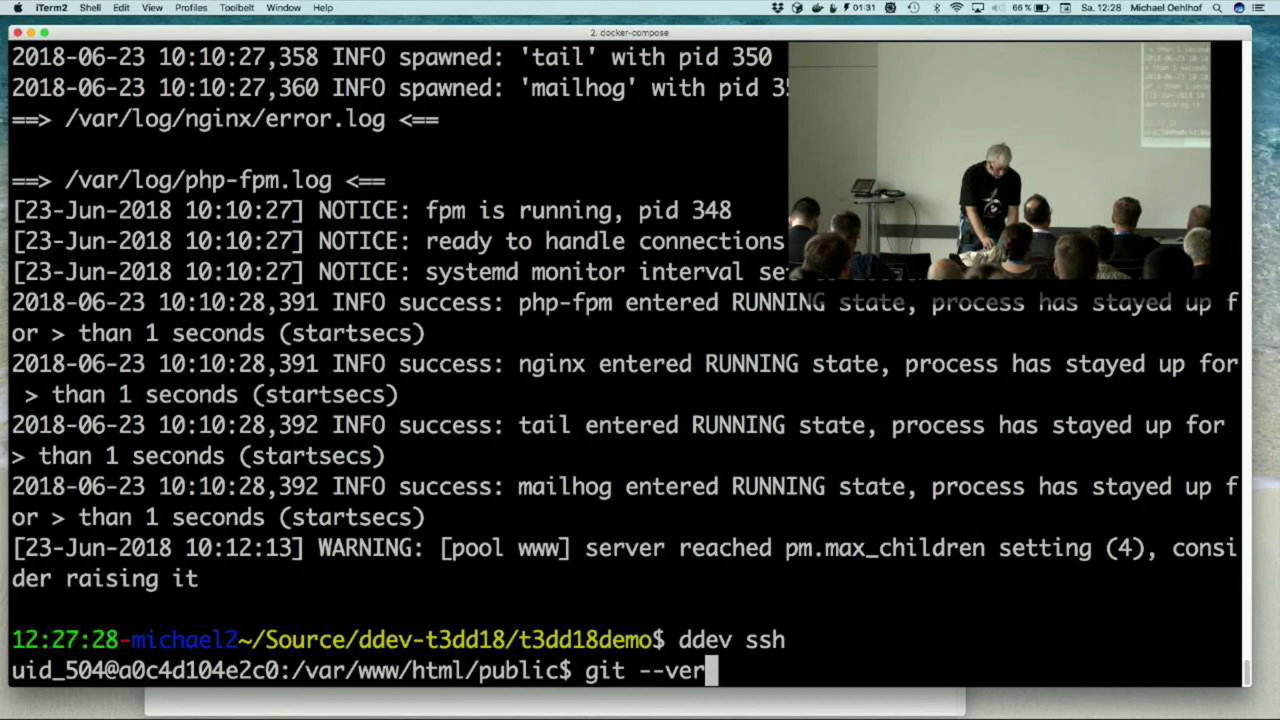 iTerm2 Shell Edit View Profiles Toolbelt Window Help 01:31 66 % Sa. 12:28 Michael Oehlhof
2. docker-compose
2018-06-23 10:10:27,358 INFO spawned: 'tail' with pid 350
2018-06-23 10:10:27,360 INFO spawned: 'mailhog' with pid
==> /var/log/nginx/error.log <==
==> /var/log/php-fpm.log <==
[23-Jun-2018 10:10:27] NOTICE: fpm is running, pid 348
[23-Jun-2018 10:10:27] NOTICE: ready to handle connections
[23-Jun-2018 10:10:27] NOTICE: systemd monitor interval se
2018-06-23 10:10:28,391 INFO success: php-fpm entered RUNNING state, process has stayed up f
or > than 1 seconds (startsecs)
2018-06-23 10:10:28,391 INFO success: nginx entered RUNNING state, process has stayed up for
> than 1 seconds (startsecs)
2018-06-23 10:10:28,392 INFO success: tail entered RUNNING state, process has stayed up for
> than 1 seconds (startsecs)
2018-06-23 10:10:28,392 INFO success: mailhog entered RUNNING state, process has stayed up f
or > than 1 seconds (startsecs)
[23-Jun-2018 10:12:13] WARNING: [pool www] server reached pm.max_children setting (4), consi
der raising it
12:27:28-michael2~/Source/ddev-t3dd18/t3dd18demo$ ddev ssh
uid_504@a0c4d104e2c0:/var/www/html/public$ git --ver